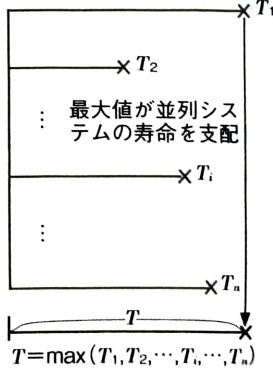 T₁
T₂
⋮
最大値が並列シス
テムの寿命を支配
Tᵢ
⋮
Tₙ
T
T=max(T₁,T₂,⋯,Tᵢ,⋯,Tₙ)